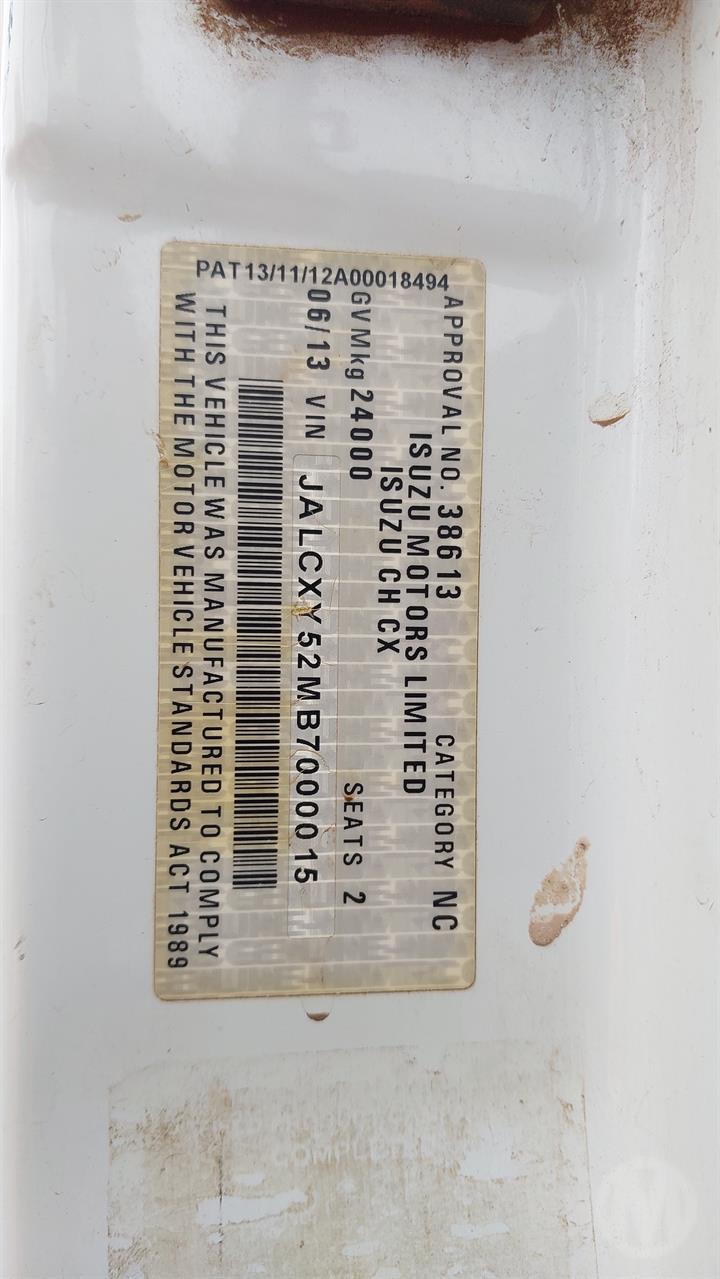 PAT13/11/12A00018494
APPROVAL NO. 38613 CATEGORY NC
ISUZU MOTORS LIMITED
ISUZU CH CX
GVMkg 24000 SEATS 2
06/13 VIN JALCXY52MB7000015
THIS VEHICLE WAS MANUFACTURED TO COMPLY
WITH THE MOTOR VEHICLE STANDARDS ACT 1989
M